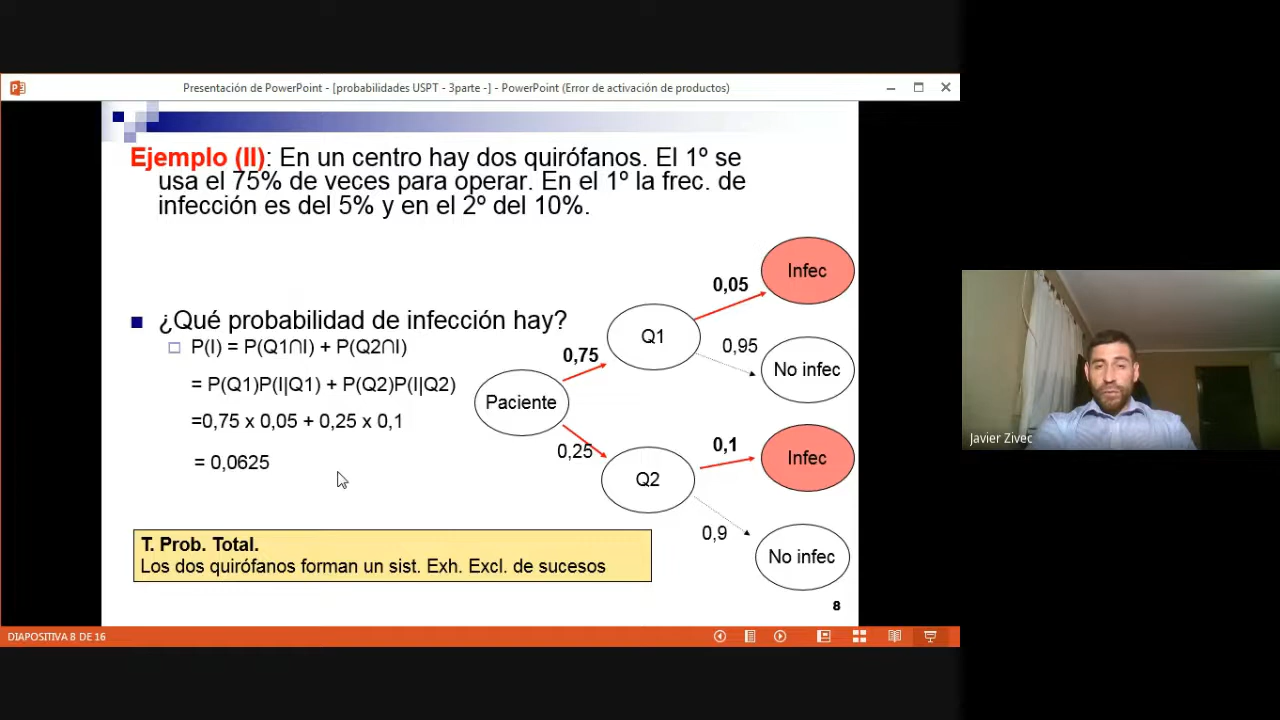 Presentación de PowerPoint - [probabilidades USPT - 3parte -] - PowerPoint (Error de activación de productos)
Ejemplo (II): En un centro hay dos quirófanos. El 1º se
usa el 75% de veces para operar. En el 1º la frec. de
infección es del 5% y en el 2º del 10%.
¿Qué probabilidad de infección hay?
P(I) = P(Q1∩I) + P(Q2∩I)
= P(Q1)P(I|Q1) + P(Q2)P(I|Q2)
=0,75 x 0,05 + 0,25 x 0,1
= 0,0625
Paciente
0,75
Q1
0,05
Infec
0,95
No infec
0,25
Q2
0,1
Infec
0,9
No infec
T. Prob. Total.
Los dos quirófanos forman un sist. Exh. Excl. de sucesos
8
DIAPOSITIVA 8 DE 16
Javier Zivec